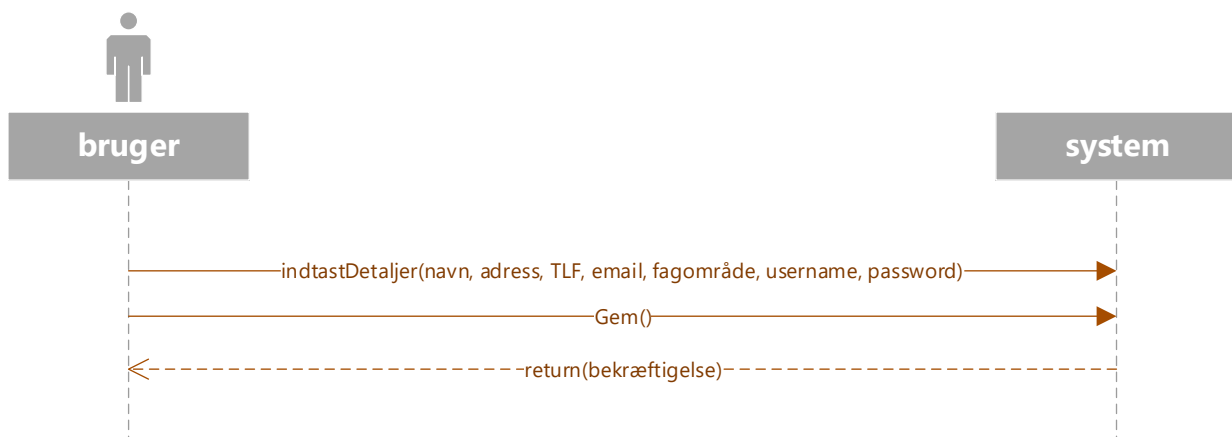 bruger
system
indtastDetaljer(navn, adress, TLF, email, fagområde, username, password)
Gem()
return(bekræftigelse)